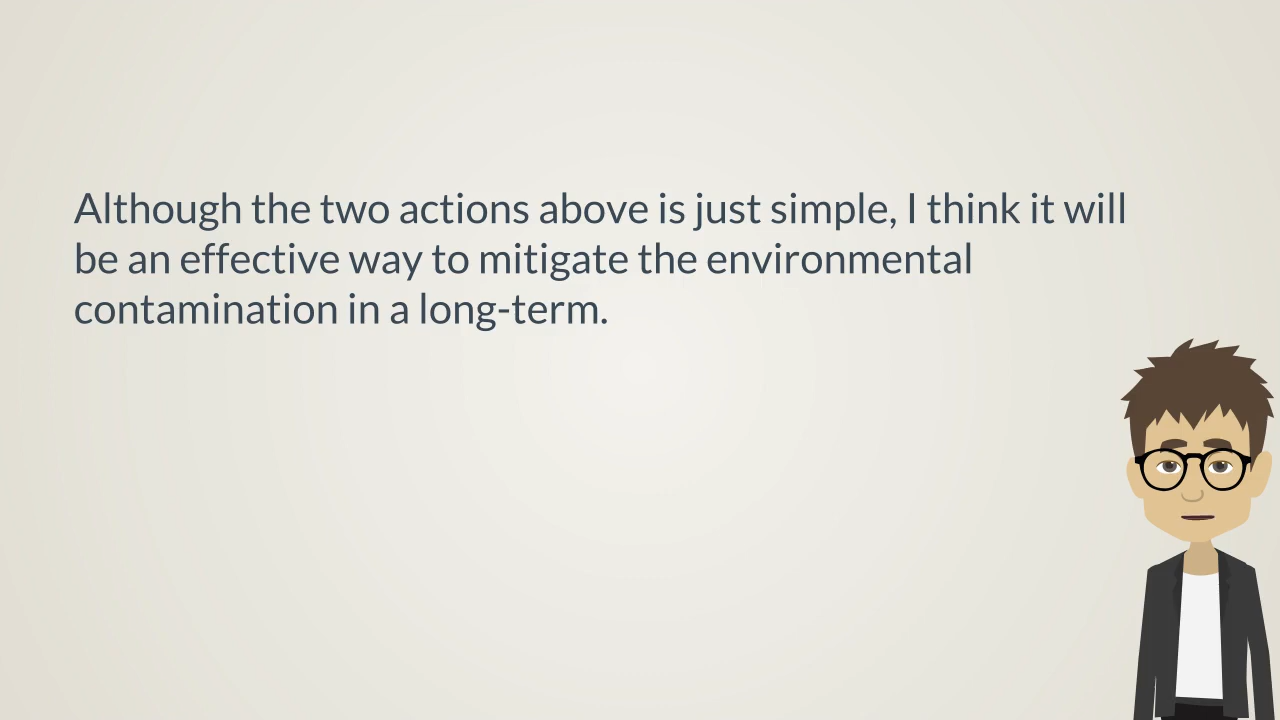 Although the two actions above is just simple, I think it will
be an effective way to mitigate the environmental
contamination in a long-term.